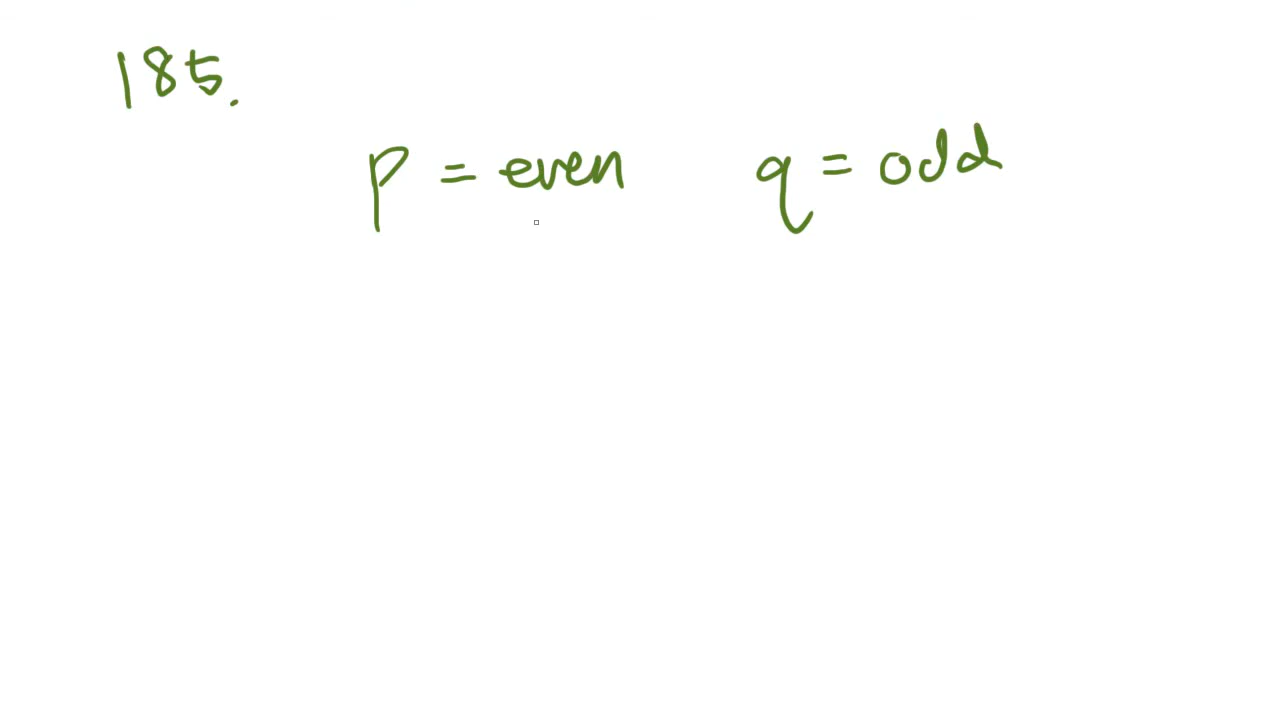 185.
p = even q = odd